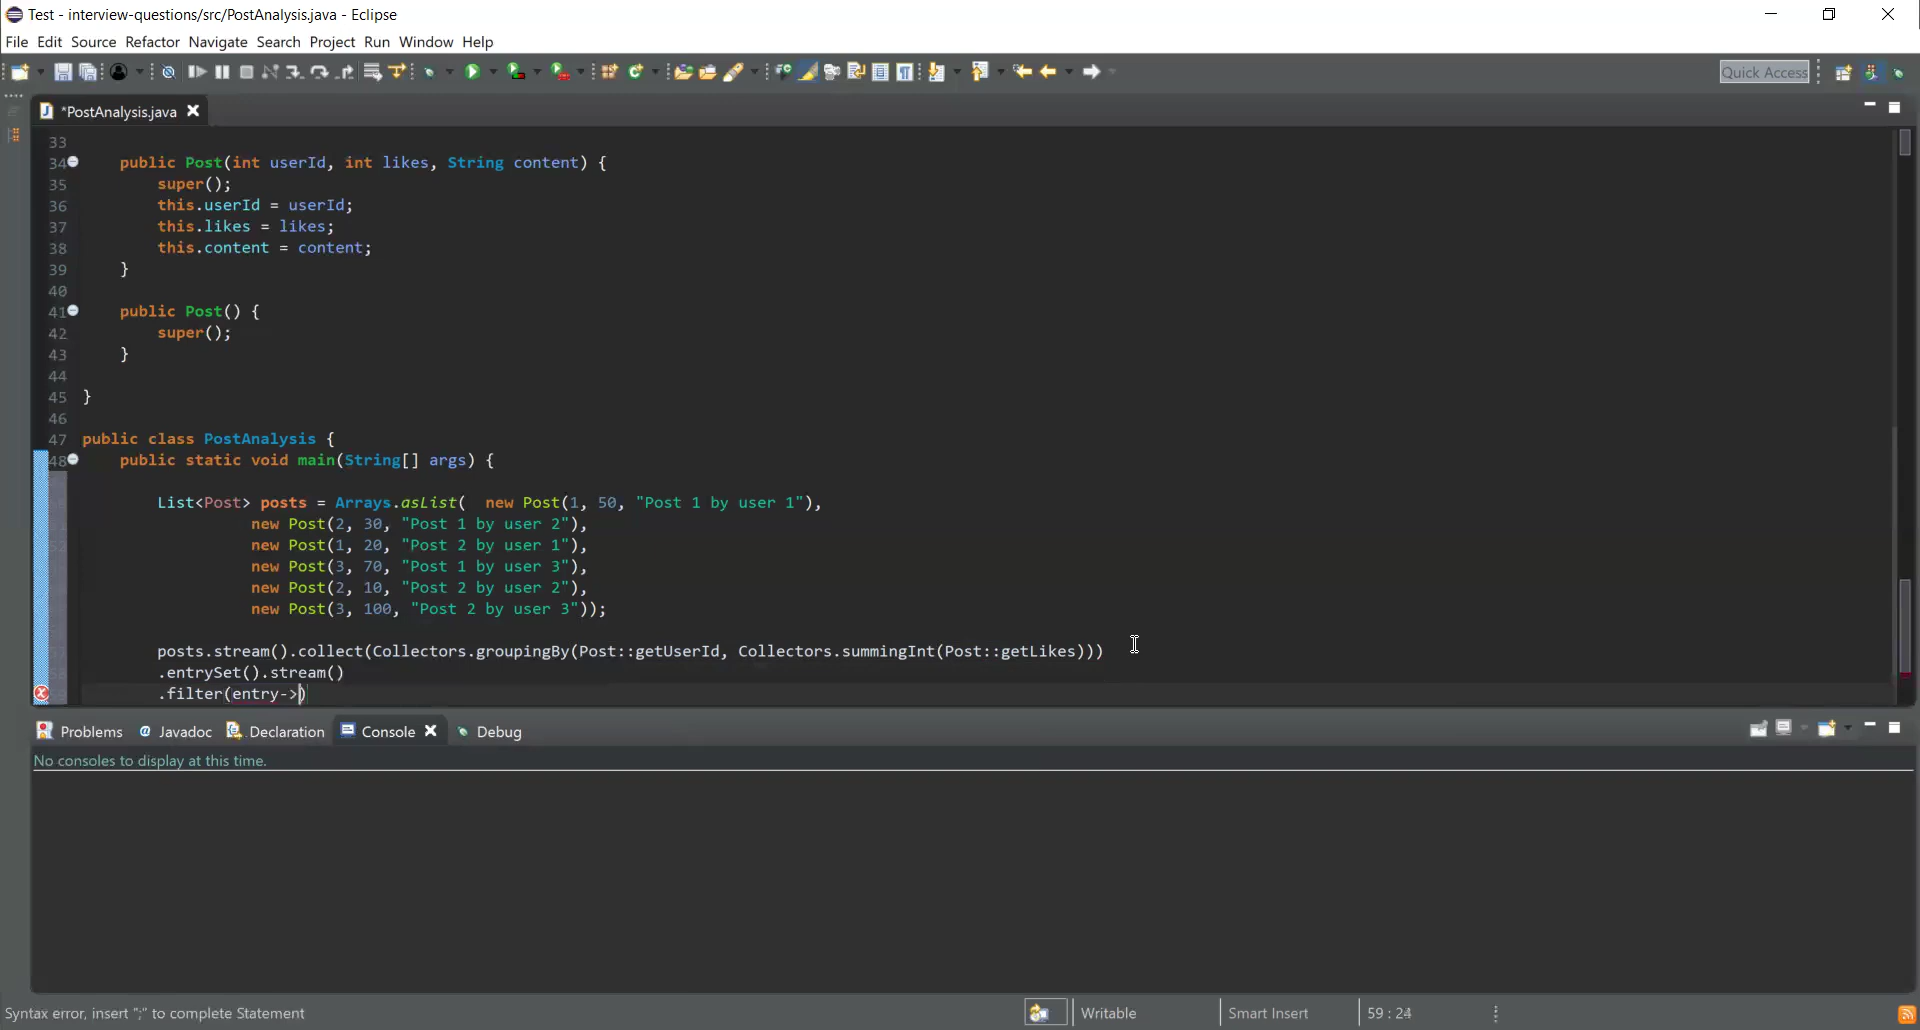 Test - interview-questions/src/PostAnalysis.java - Eclipse
File Edit Source Refactor Navigate Search Project Run Window Help
Quick Access
*PostAnalysis.java
33
34 public Post(int userId, int likes, String content) {
35 super();
36 this.userId = userId;
37 this.likes = likes;
38 this.content = content;
39 }
40
41 public Post() {
42 super();
43 }
44
45 }
46
47 public class PostAnalysis {
48 public static void main(String[] args) {
List<Post> posts = Arrays.asList( new Post(1, 50, "Post 1 by user 1"),
new Post(2, 30, "Post 1 by user 2"),
new Post(1, 20, "Post 2 by user 1"),
new Post(3, 70, "Post 1 by user 3"),
new Post(2, 10, "Post 2 by user 2"),
new Post(3, 100, "Post 2 by user 3"));
posts.stream().collect(Collectors.groupingBy(Post::getUserId, Collectors.summingInt(Post::getLikes)))
.entrySet().stream()
.filter(entry->)
Problems Javadoc Declaration Console Debug
No consoles to display at this time.
Syntax error, insert ";" to complete Statement Writable Smart Insert 59 : 24